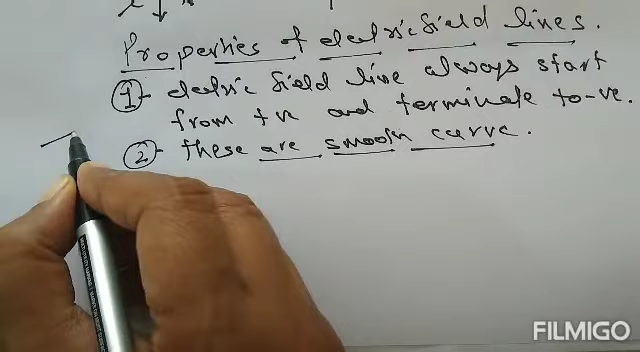 Properties of electric field lines.
1- electric field line always start
from +ve and terminate to -ve.
2- these are smooth curve.
FILMIGO